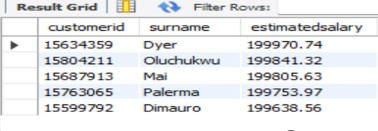 Result Grid Filter Rows:
customerid surname estimatedsalary
15634359 Dyer 199970.74
15804211 Oluchukwu 199841.32
15687913 Mai 199805.63
15763065 Palerma 199753.97
15599792 Dimauro 199638.56